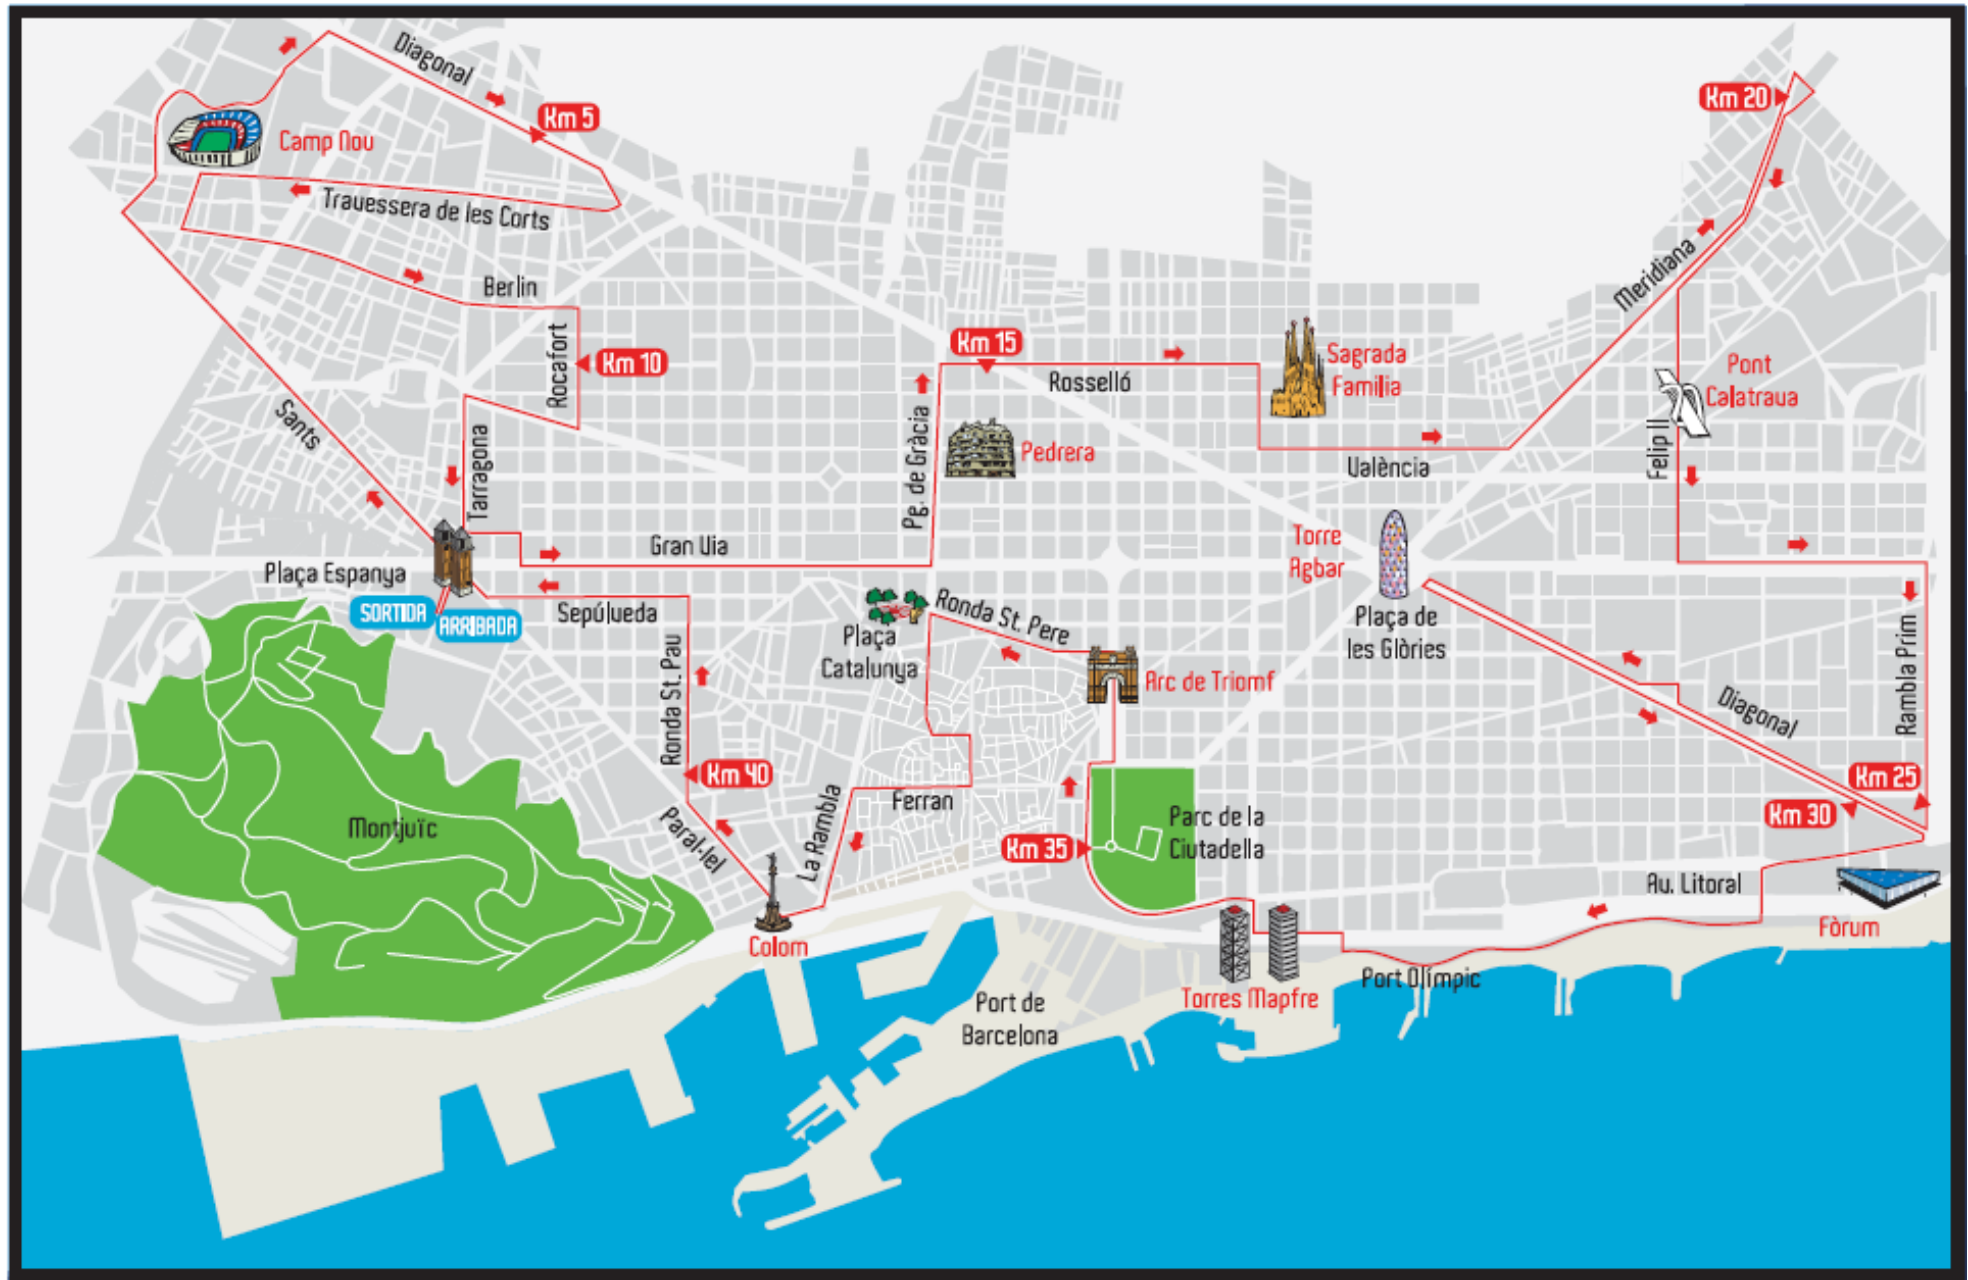 Diagonal
Km 5
Km 20
Camp Nou
Travessera de les Corts
Meridiana
Berlin
Rocafort
Km 10
Km 15
Rosselló
Sagrada
Familia
Pont
Calatrava
Sants
Tarragona
Pg. de Gràcia
Pedrera
València
Felip II
Gran Via
Torre
Agbar
Plaça Espanya
SORTIDA
ARRIBADA
Sepúlveda
Ronda St. Pere
Plaça
Catalunya
Plaça de
les Glòries
Arc de Triomf
Ronda St. Pau
Rambla Prim
Diagonal
Km 40
Km 25
Km 30
Montjuïc
Paral·lel
La Rambla
Ferran
Km 35
Parc de la
Ciutadella
Av. Litoral
Colom
Fòrum
Port Olímpic
Torres Mapfre
Port de
Barcelona